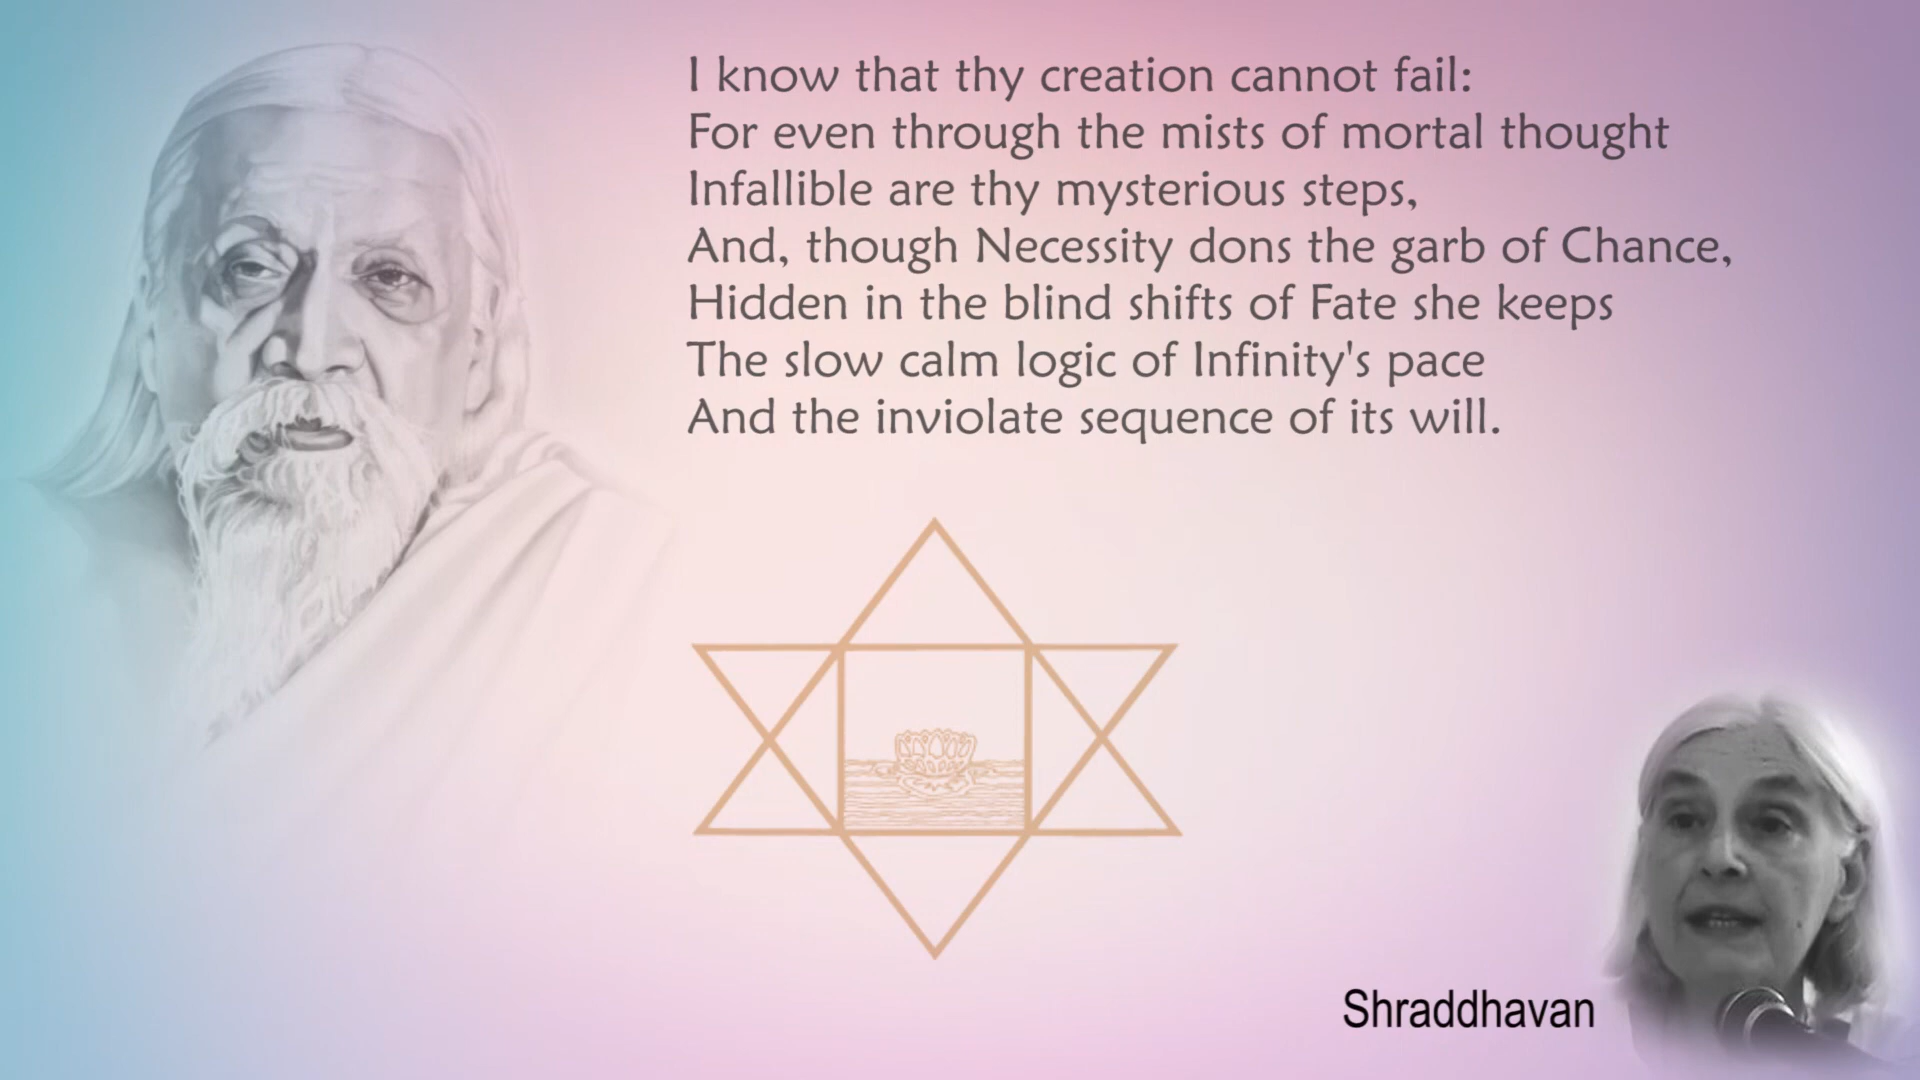 I know that thy creation cannot fail:
For even through the mists of mortal thought
Infallible are thy mysterious steps,
And, though Necessity dons the garb of Chance,
Hidden in the blind shifts of Fate she keeps
The slow calm logic of Infinity's pace
And the inviolate sequence of its will.
Shraddhavan